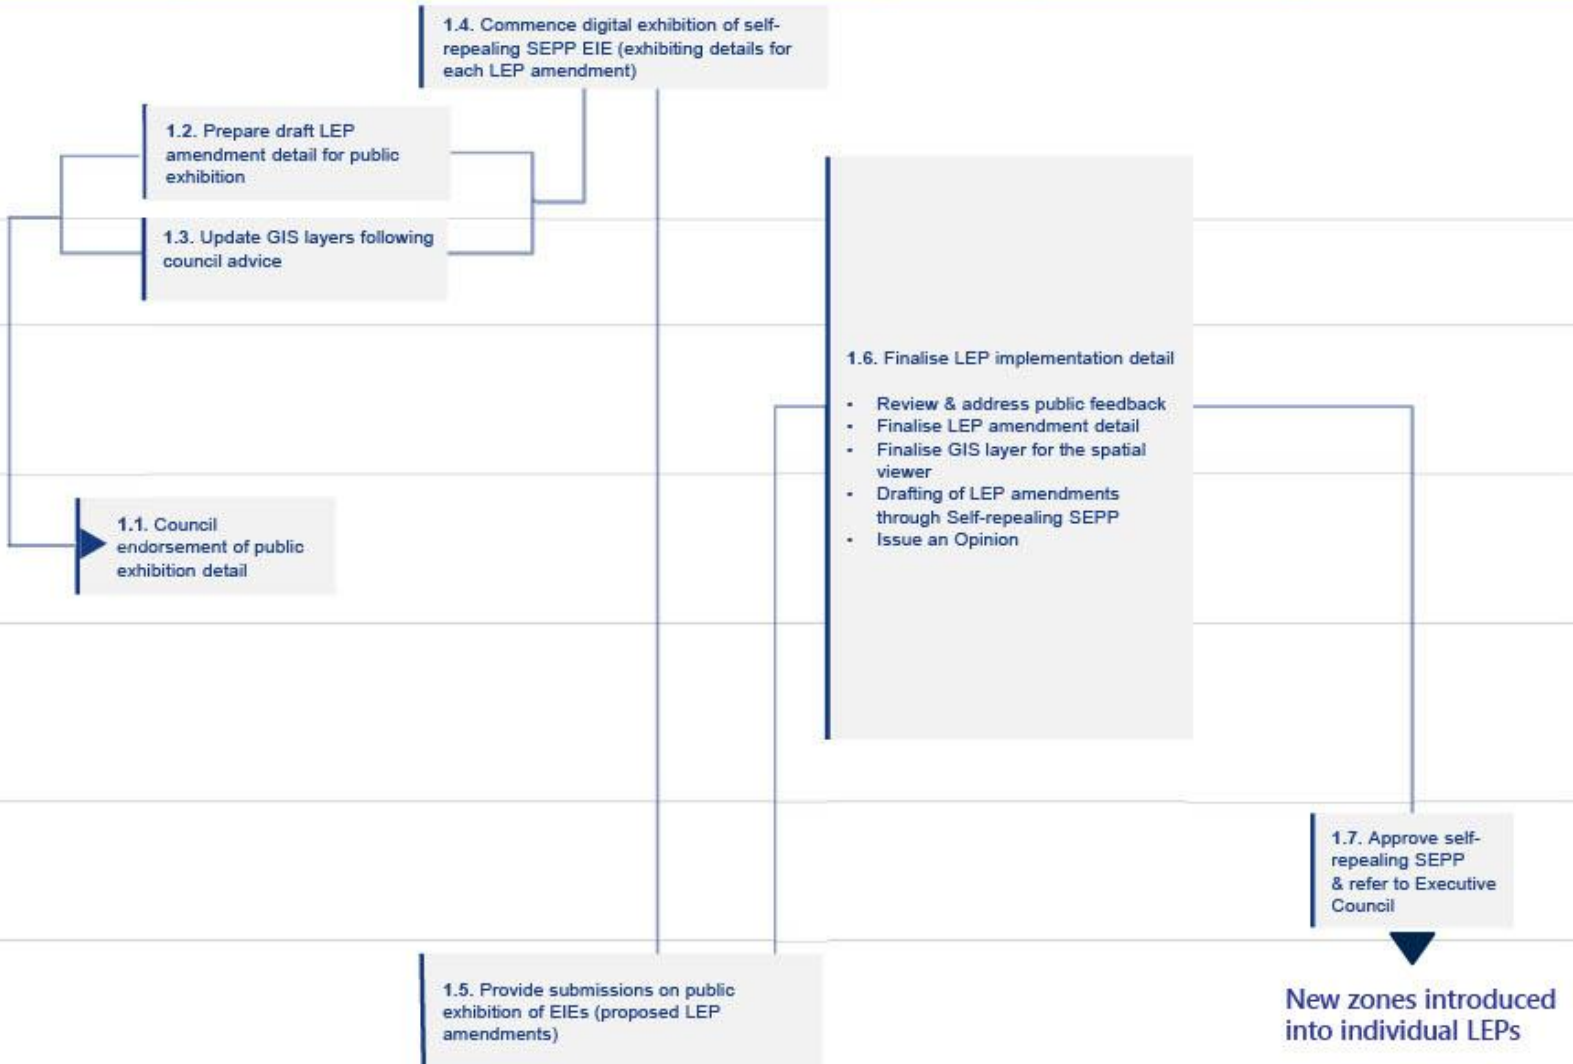 1.4. Commence digital exhibition of self-
repealing SEPP EIE (exhibiting details for
each LEP amendment)
1.2. Prepare draft LEP
amendment detail for public
exhibition
1.3. Update GIS layers following
council advice
1.1. Council
endorsement of public
exhibition detail
1.6. Finalise LEP implementation detail
• Review & address public feedback
• Finalise LEP amendment detail
• Finalise GIS layer for the spatial
viewer
• Drafting of LEP amendments
through Self-repealing SEPP
• Issue an Opinion
1.5. Provide submissions on public
exhibition of EIEs (proposed LEP
amendments)
1.7. Approve self-
repealing SEPP
& refer to Executive
Council
New zones introduced
into individual LEPs